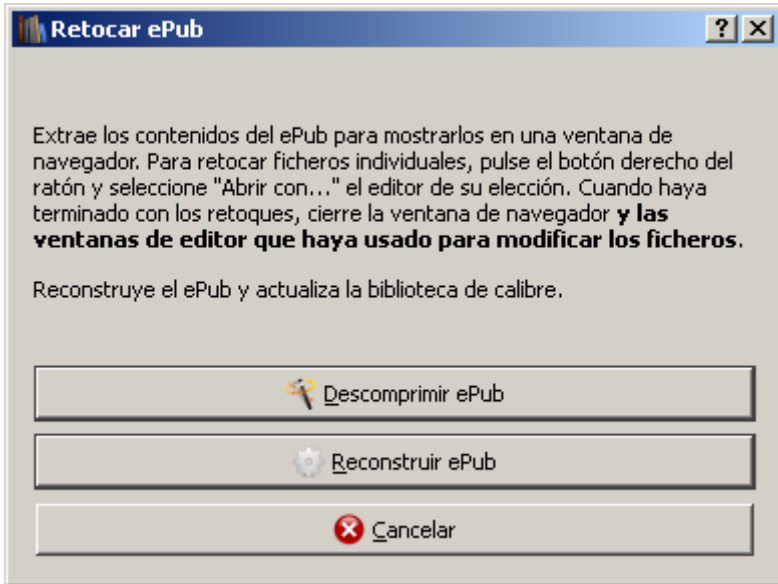 Retocar ePub
Extrae los contenidos del ePub para mostrarlos en una ventana de
navegador. Para retocar ficheros individuales, pulse el botón derecho del
ratón y seleccione "Abrir con..." el editor de su elección. Cuando haya
terminado con los retoques, cierre la ventana de navegador y las
ventanas de editor que haya usado para modificar los ficheros.
Reconstruye el ePub y actualiza la biblioteca de calibre.
Descomprimir ePub
Reconstruir ePub
Cancelar